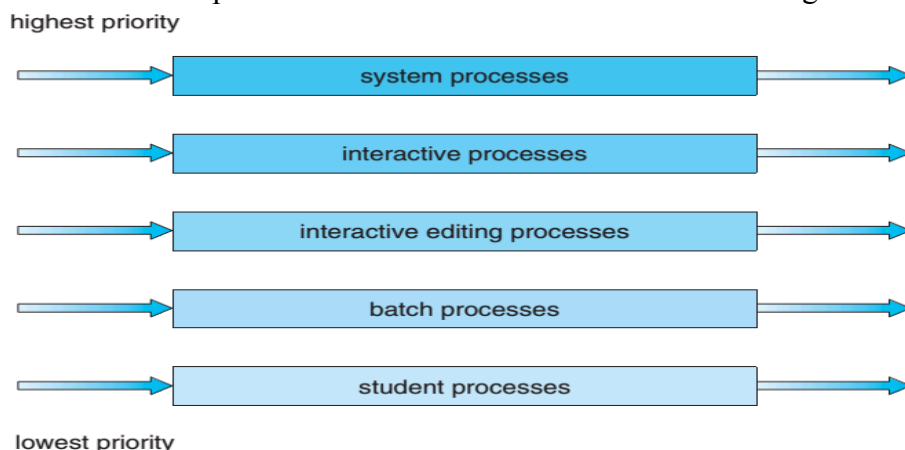 highest priority
system processes
interactive processes
interactive editing processes
batch processes
student processes
lowest priority